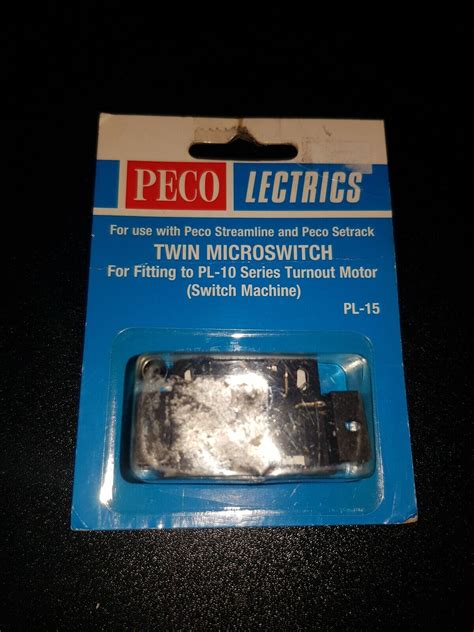 PECO LECTRICS
For use with Peco Streamline and Peco Setrack
TWIN MICROSWITCH
For Fitting to PL-10 Series Turnout Motor
(Switch Machine)
PL-15